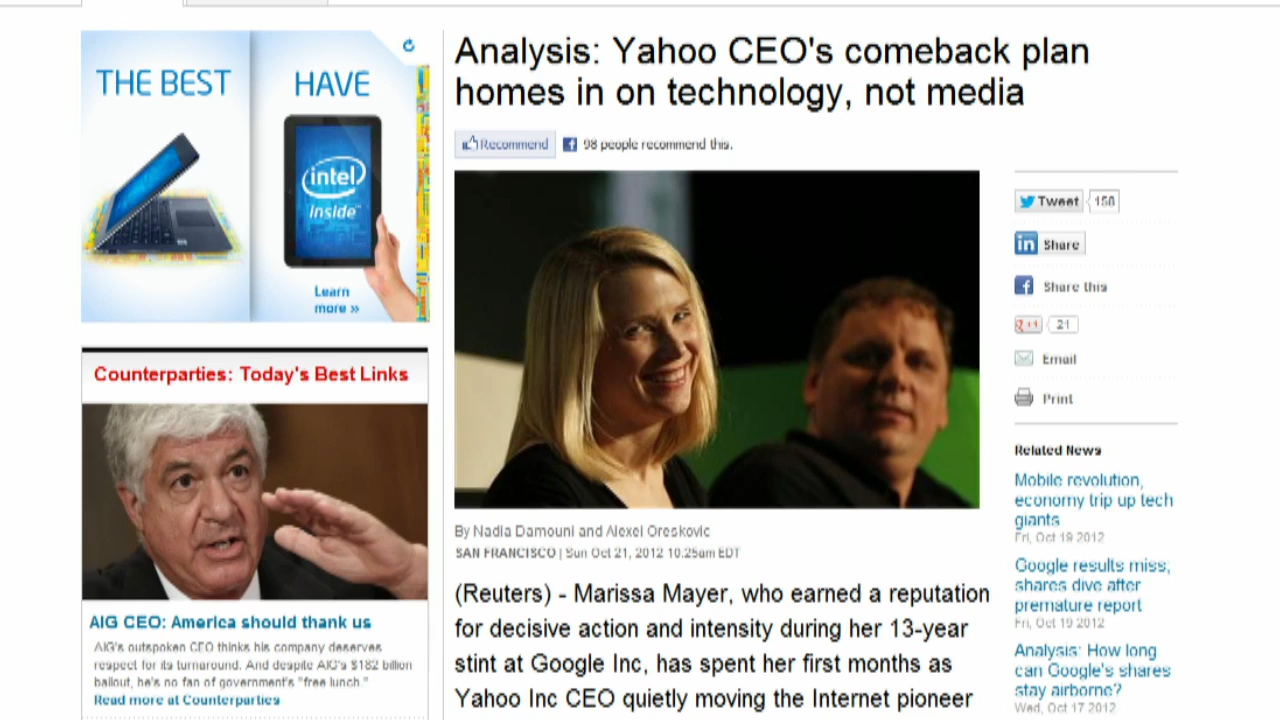 THE BEST
HAVE
intel
inside™
Learn
more »
Counterparties: Today's Best Links
AIG CEO: America should thank us
AIG's outspoken CEO thinks his company deserves
respect for its turnaround. And despite AIG's $182 billion
bailout, he's no fan of government's "free lunch."
Read more at Counterparties
Analysis: Yahoo CEO's comeback plan
homes in on technology, not media
Recommend
98 people recommend this.
By Nadia Damouni and Alexei Oreskovic
SAN FRANCISCO | Sun Oct 21, 2012 10:25am EDT
(Reuters) - Marissa Mayer, who earned a reputation
for decisive action and intensity during her 13-year
stint at Google Inc, has spent her first months as
Yahoo Inc CEO quietly moving the Internet pioneer
Tweet 158
in Share
Share this
+1 21
Email
Print
Related News
Mobile revolution,
economy trip up tech
giants
Fri, Oct 19 2012
Google results miss;
shares dive after
premature report
Fri, Oct 19 2012
Analysis: How long
can Google's shares
stay airborne?
Wed, Oct 17 2012